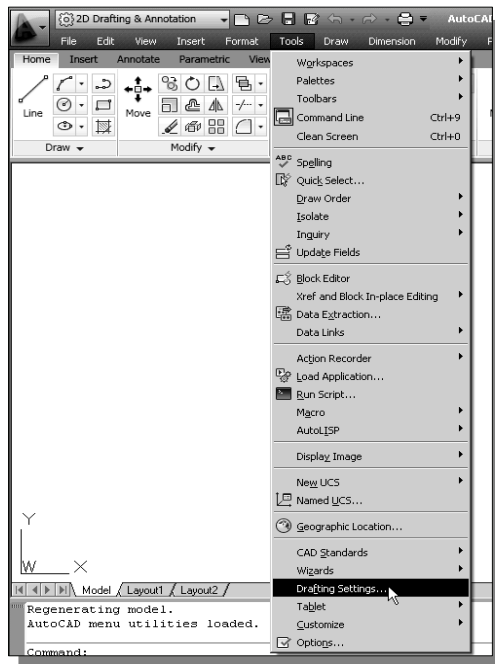 2D Drafting & Annotation
AutoCAD
File Edit View Insert Format Tools Draw Dimension Modify
Home Insert Annotate Parametric View
Line
Move
Draw
Modify
Workspaces
Palettes
Toolbars
Command Line Ctrl+9
Clean Screen Ctrl+0
ABC Spelling
Quick Select...
Draw Order
Isolate
Inquiry
Update Fields
Block Editor
Xref and Block In-place Editing
Data Extraction...
Data Links
Action Recorder
Load Application...
Run Script...
Macro
AutoLISP
Display Image
New UCS
Named UCS...
Geographic Location...
CAD Standards
Wizards
Drafting Settings...
Tablet
Customize
Options...
Y
W X
Model Layout1 Layout2
Regenerating model.
AutoCAD menu utilities loaded.
Command: